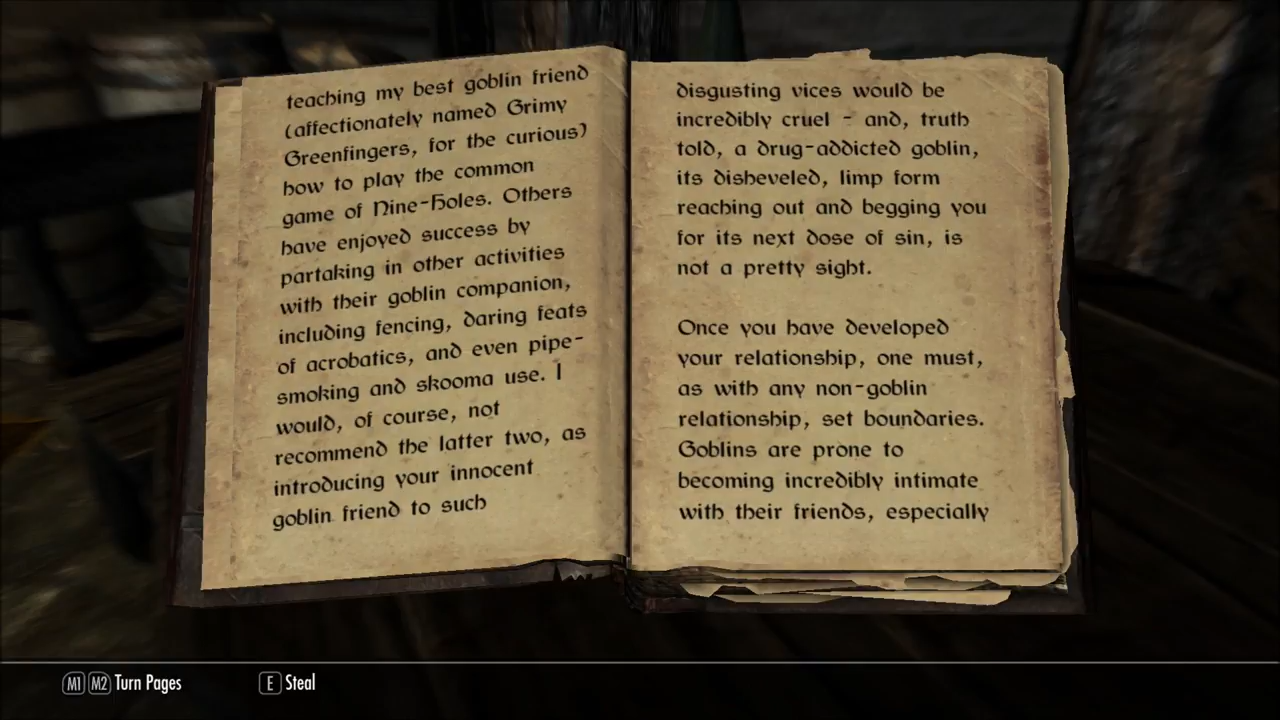 teaching my best goblin friend
(affectionately named Grimy
Greenfingers, for the curious)
how to play the common
game of Nine-Holes. Others
have enjoyed success by
partaking in other activities
with their goblin companion,
including fencing, daring feats
of acrobatics, and even pipe-
smoking and skooma use. I
would, of course, not
recommend the latter two, as
introducing your innocent
goblin friend to such
disgusting vices would be
incredibly cruel - and, truth
told, a drug-addicted goblin,
its disheveled, limp form
reaching out and begging you
for its next dose of sin, is
not a pretty sight.
Once you have developed
your relationship, one must,
as with any non-goblin
relationship, set boundaries.
Goblins are prone to
becoming incredibly intimate
with their friends, especially
M1 M2 Turn Pages E Steal